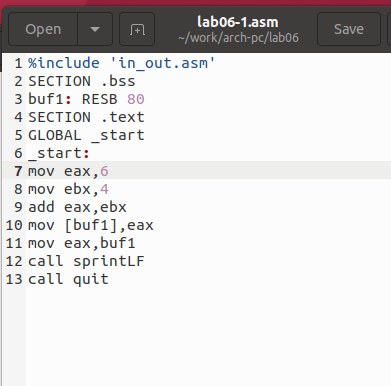 Open
lab06-1.asm
~/work/arch-pc/lab06
Save
1 %include 'in_out.asm'
2 SECTION .bss
3 buf1: RESB 80
4 SECTION .text
5 GLOBAL _start
6 _start:
7 mov eax,6
8 mov ebx,4
9 add eax,ebx
10 mov [buf1],eax
11 mov eax,buf1
12 call sprintLF
13 call quit